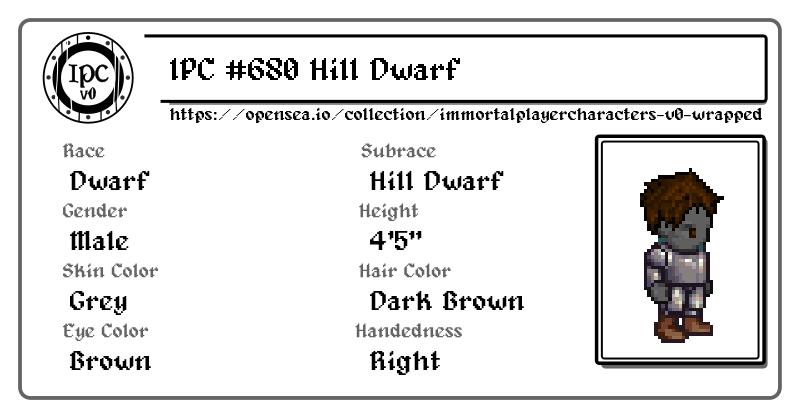 IPC
v0
IPC #680 Hill Dwarf
https://opensea.io/collection/immortalplayercharacters-v0-wrapped
Race
Dwarf
Subrace
Hill Dwarf
Gender
Male
Height
4'5"
Skin Color
Grey
Hair Color
Dark Brown
Eye Color
Brown
Handedness
Right